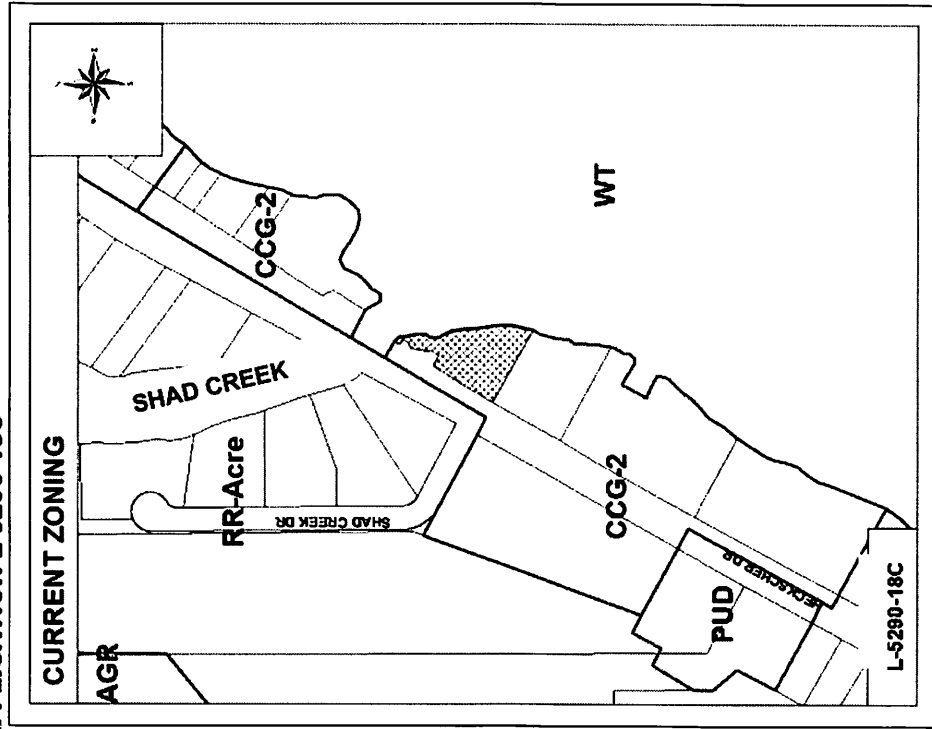 CURRENT ZONING
AGR
SHAD CREEK
CCG-2
RR-Acre
SHAD CREEK DR
WT
CCG-2
PUD
HECKSCHER DR
L-5290-18C